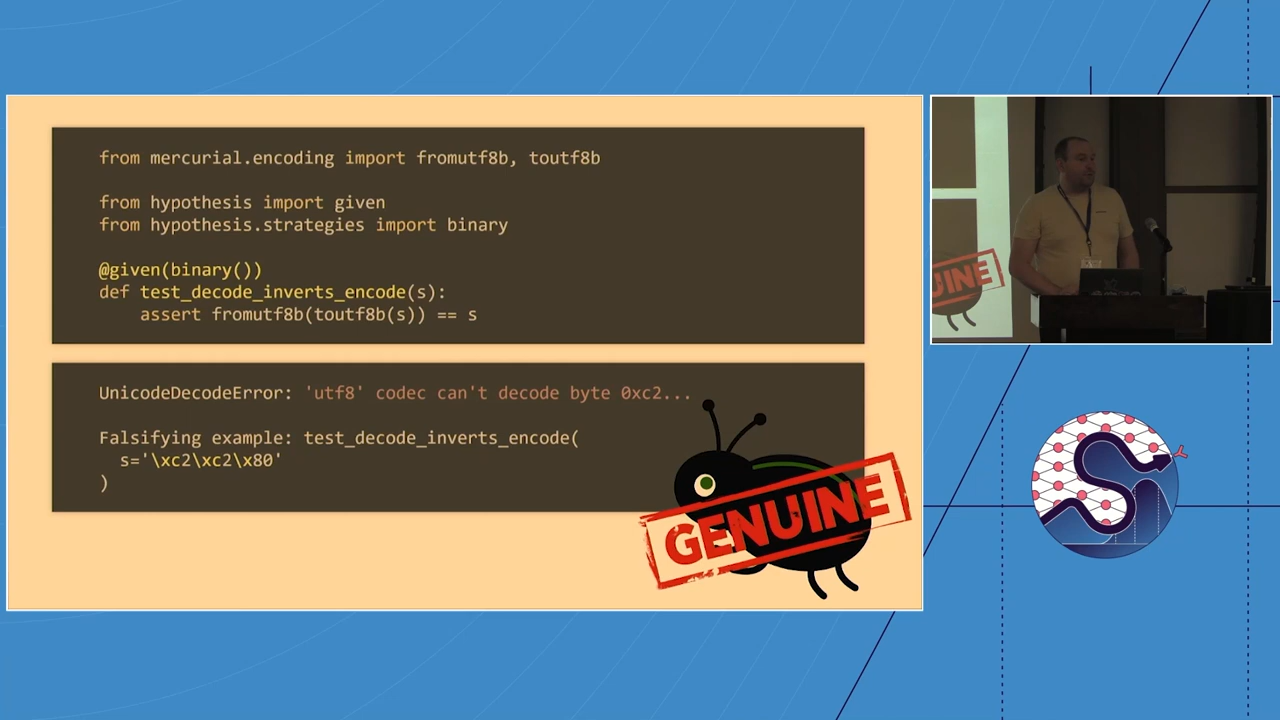 from mercurial.encoding import fromutf8b, toutf8b
from hypothesis import given
from hypothesis.strategies import binary
@given(binary())
def test_decode_inverts_encode(s):
    assert fromutf8b(toutf8b(s)) == s
UnicodeDecodeError: 'utf8' codec can't decode byte 0xc2...
Falsifying example: test_decode_inverts_encode(
  s='\xc2\xc2\x80'
)
GENUINE
UINE